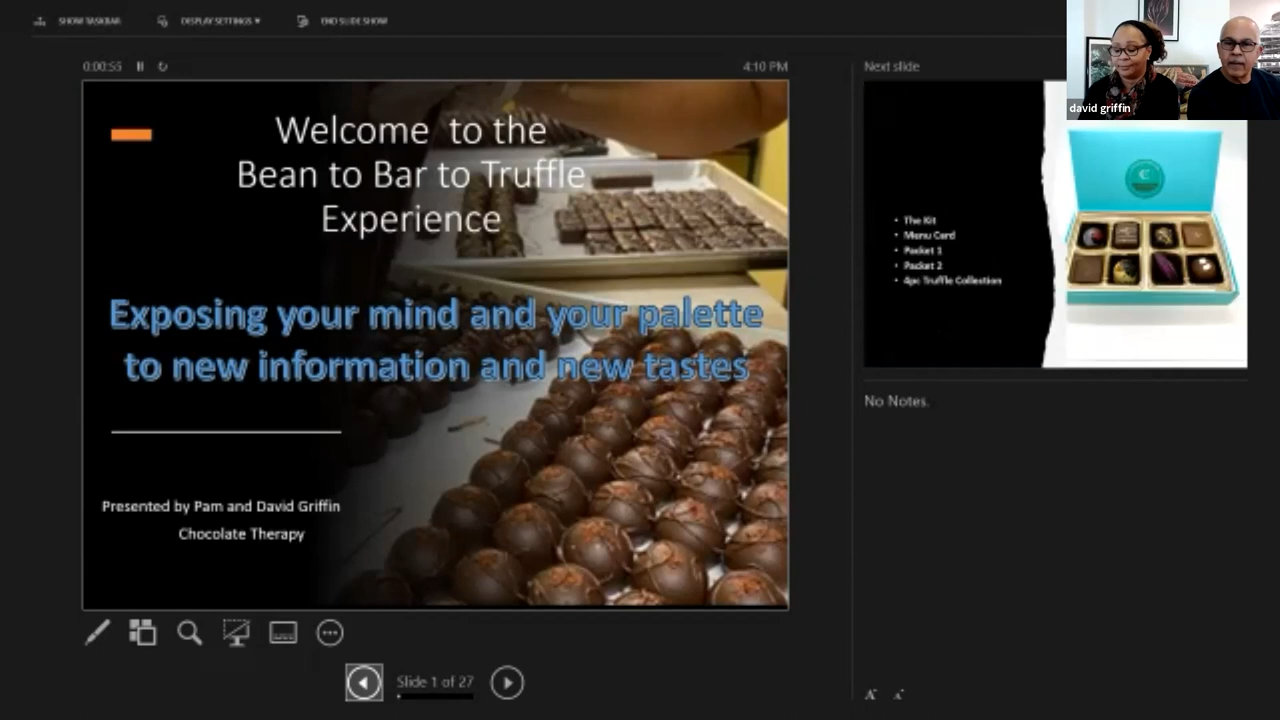 SHOW TASKBAR
DISPLAY SETTINGS
END SLIDE SHOW
0:00:55
4:10 PM
Next slide
david griffin
Welcome to the
Bean to Bar to Truffle
Experience
Exposing your mind and your palette
to new information and new tastes
Presented by Pam and David Griffin
Chocolate Therapy
• The Kit
• Menu Card
• Packet 1
• Packet 2
• 4pc Truffle Collection
No Notes.
Slide 1 of 27
A A